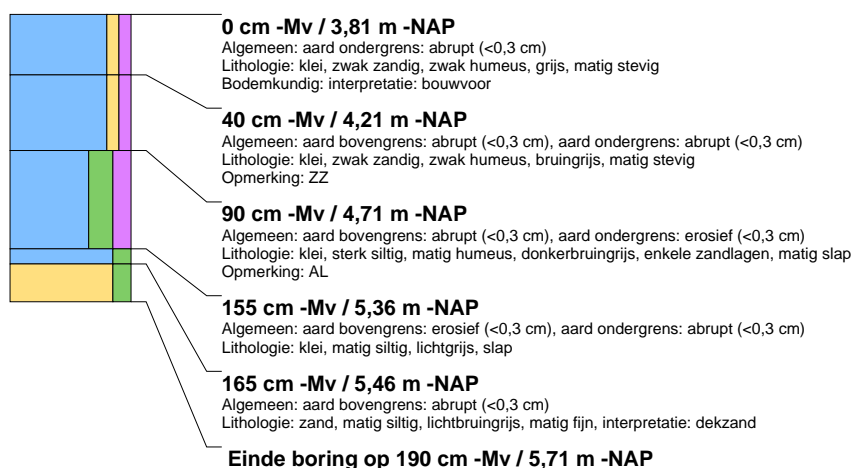 0 cm -Mv / 3,81 m -NAP
Algemeen: aard ondergrens: abrupt (<0,3 cm)
Lithologie: klei, zwak zandig, zwak humeus, grijs, matig stevig
Bodemkundig: interpretatie: bouwvoor
40 cm -Mv / 4,21 m -NAP
Algemeen: aard bovengrens: abrupt (<0,3 cm), aard ondergrens: abrupt (<0,3 cm)
Lithologie: klei, zwak zandig, zwak humeus, bruingrijs, matig stevig
Opmerking: ZZ
90 cm -Mv / 4,71 m -NAP
Algemeen: aard bovengrens: abrupt (<0,3 cm), aard ondergrens: erosief (<0,3 cm)
Lithologie: klei, sterk siltig, matig humeus, donkerbruingrijs, enkele zandlagen, matig slap
Opmerking: AL
155 cm -Mv / 5,36 m -NAP
Algemeen: aard bovengrens: erosief (<0,3 cm), aard ondergrens: abrupt (<0,3 cm)
Lithologie: klei, matig siltig, lichtgrijs, slap
165 cm -Mv / 5,46 m -NAP
Algemeen: aard bovengrens: abrupt (<0,3 cm)
Lithologie: zand, matig siltig, lichtbruingrijs, matig fijn, interpretatie: dekzand
Einde boring op 190 cm -Mv / 5,71 m -NAP